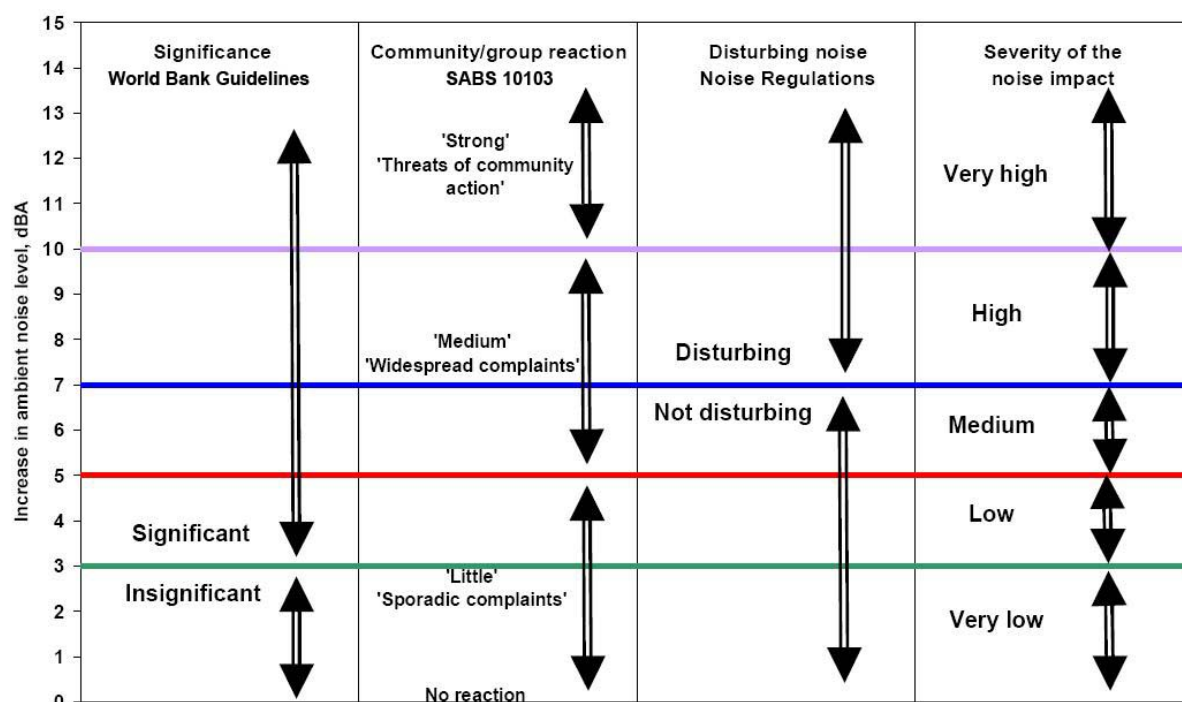 Increase in ambient noise level, dBA
15
14
13
12
11
10
9
8
7
6
5
4
3
2
1
0
Significance
World Bank Guidelines
Significant
Insignificant
Community/group reaction
SABS 10103
'Strong'
'Threats of community
action'
'Medium'
'Widespread complaints'
'Little'
'Sporadic complaints'
No reaction
Disturbing noise
Noise Regulations
Disturbing
Not disturbing
Severity of the
noise impact
Very high
High
Medium
Low
Very low